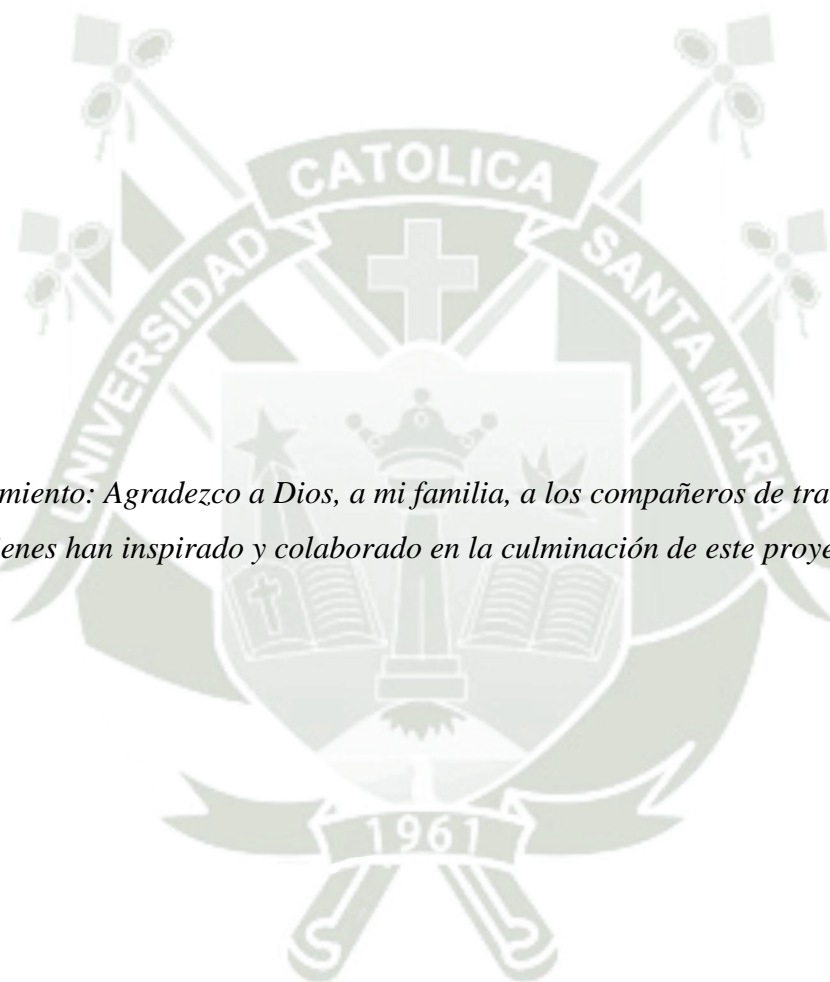 CATOLICA
UNIVERSIDAD
SANTA MARIA
miento: Agradezco a Dios, a mi familia, a los compañeros de tra
enes han inspirado y colaborado en la culminación de este proye
1961